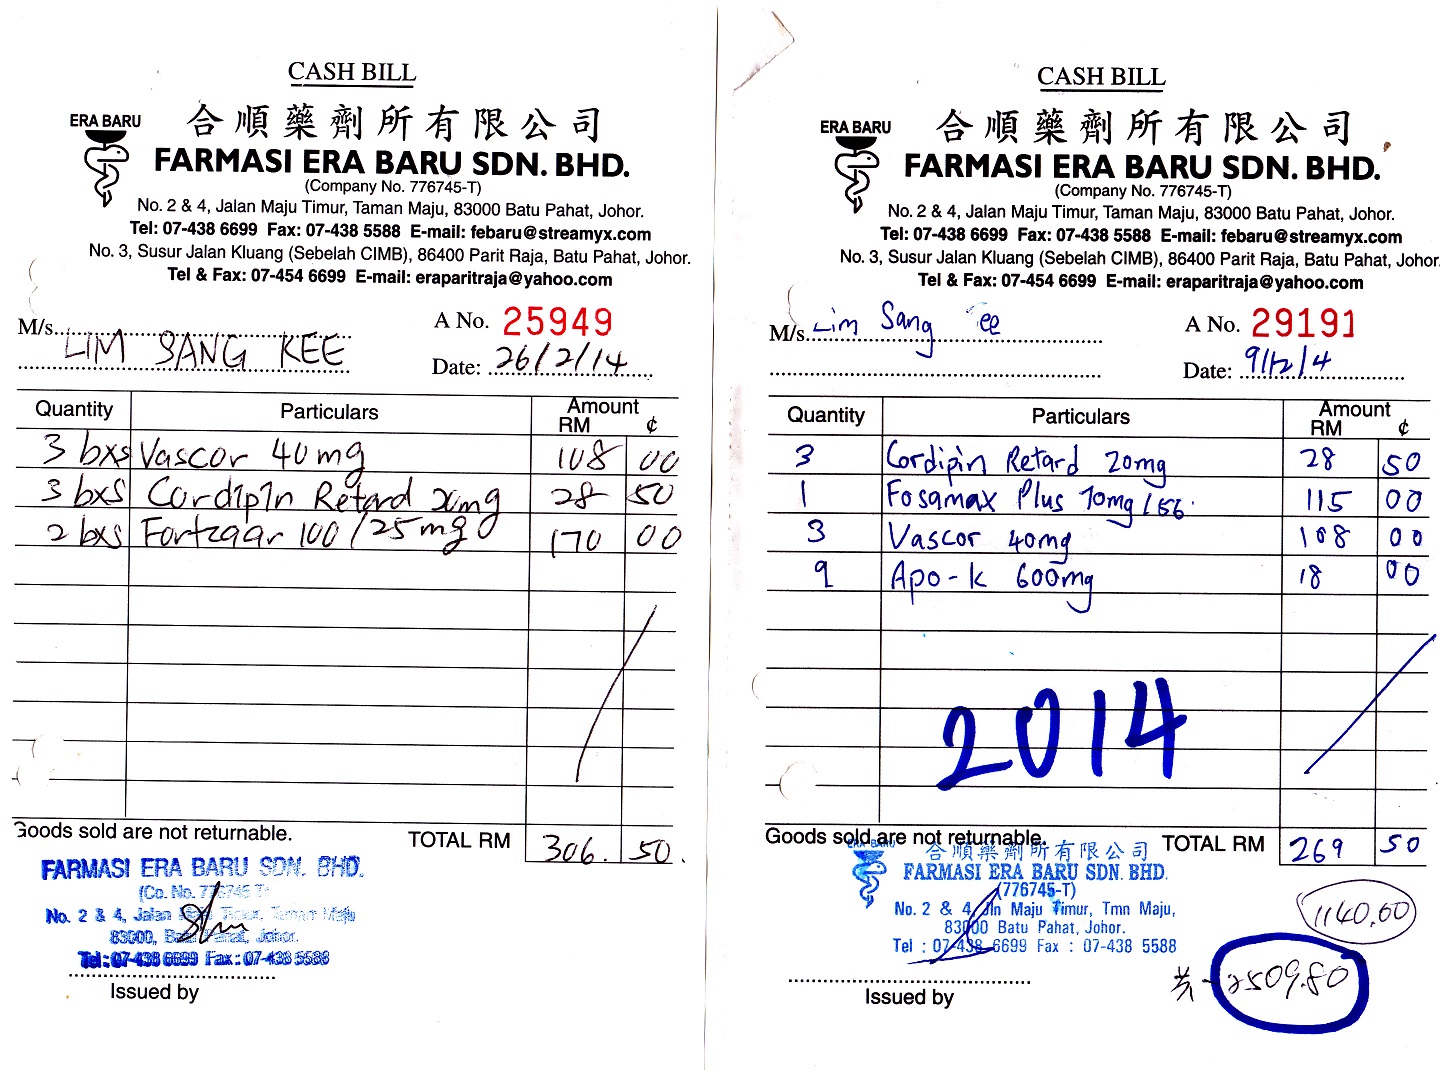 CASH BILL
ERA BARU
合順藥劑所有限公司
FARMASI ERA BARU SDN. BHD.
(Company No. 776745-T)
No. 2 & 4, Jalan Maju Timur, Taman Maju, 83000 Batu Pahat, Johor.
Tel: 07-438 6699 Fax: 07-438 5588 E-mail: febaru@streamyx.com
No. 3, Susur Jalan Kluang (Sebelah CIMB), 86400 Parit Raja, Batu Pahat, Johor.
Tel & Fax: 07-454 6699 E-mail: eraparitraja@yahoo.com
A No. 25949
M/s. LIM SANG KEE
Date: 26/2/14
Quantity Particulars Amount
RM ¢
3 bxs Vascor 40mg 108 00
3 bxs Cordipin Retard 20mg 28 50
2 bxs Fortzaar 100/25mg 170 00
Goods sold are not returnable. TOTAL RM 306. 50.
FARMASI ERA BARU SDN. BHD.
(Co. No. 776745-T)
No. 2 & 4, Jalan Maju Timur, Taman Maju
83000, Batu Pahat, Johor.
Tel: 07-438 6699 Fax: 07-438 5588
Issued by
CASH BILL
ERA BARU
合順藥劑所有限公司
FARMASI ERA BARU SDN. BHD.
(Company No. 776745-T)
No. 2 & 4, Jalan Maju Timur, Taman Maju, 83000 Batu Pahat, Johor.
Tel: 07-438 6699 Fax: 07-438 5588 E-mail: febaru@streamyx.com
No. 3, Susur Jalan Kluang (Sebelah CIMB), 86400 Parit Raja, Batu Pahat, Johor.
Tel & Fax: 07-454 6699 E-mail: eraparitraja@yahoo.com
A No. 29191
M/s. Lim Sang ee
Date: 9/12/4
Quantity Particulars Amount
RM ¢
3 Cordipin Retard 20mg 28 50
1 Fosamax Plus 70mg/56. 115 00
3 Vascor 40mg 108 00
9 Apo-k 600mg 18 00
2014
Goods sold are not returnable. TOTAL RM 269 50
ERA BARU
合順藥劑所有限公司
FARMASI ERA BARU SDN. BHD.
(776745-T)
No. 2 & 4, Jln Maju Timur, Tmn Maju,
83000 Batu Pahat, Johor.
Tel : 07-438 6699 Fax : 07-438 5588
Issued by
1140.60
2509.80